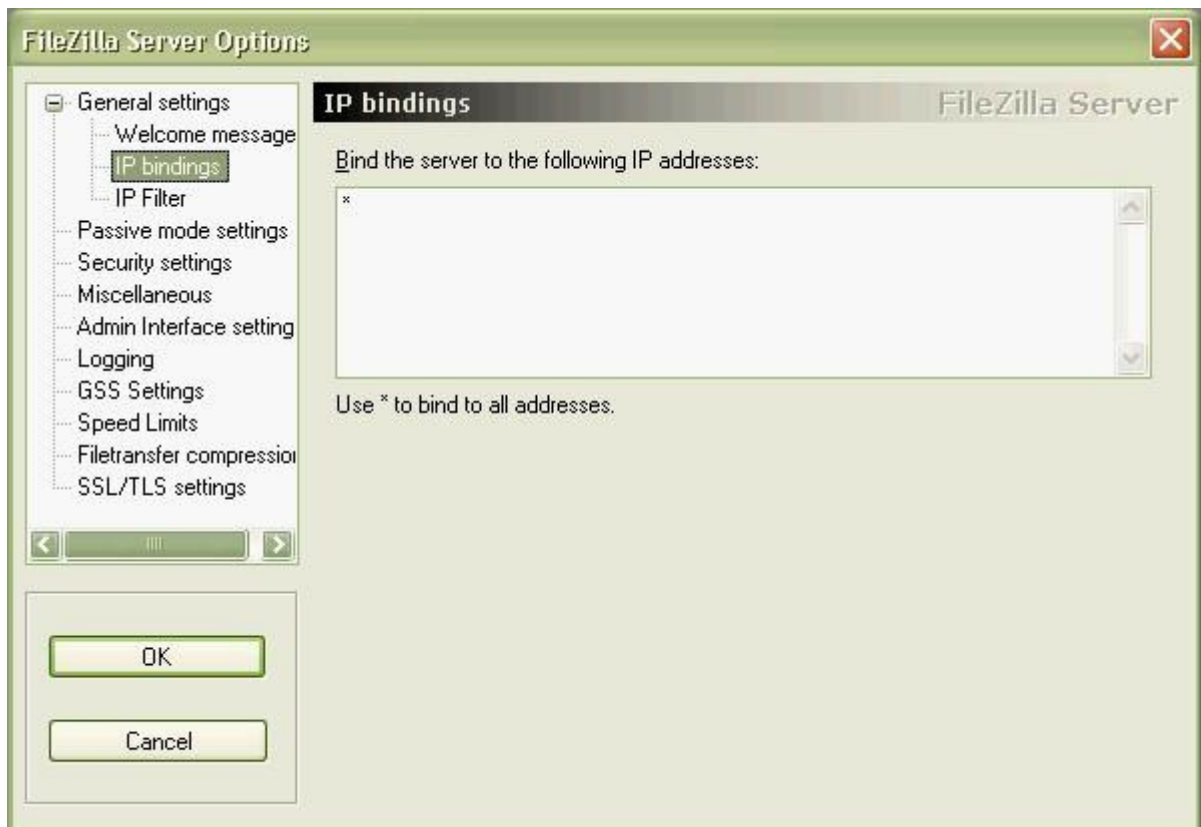 FileZilla Server Options
General settings
Welcome message
IP bindings
IP Filter
Passive mode settings
Security settings
Miscellaneous
Admin Interface setting
Logging
GSS Settings
Speed Limits
Filetransfer compression
SSL/TLS settings
OK
Cancel
IP bindings
FileZilla Server
Bind the server to the following IP addresses:
*
Use * to bind to all addresses.